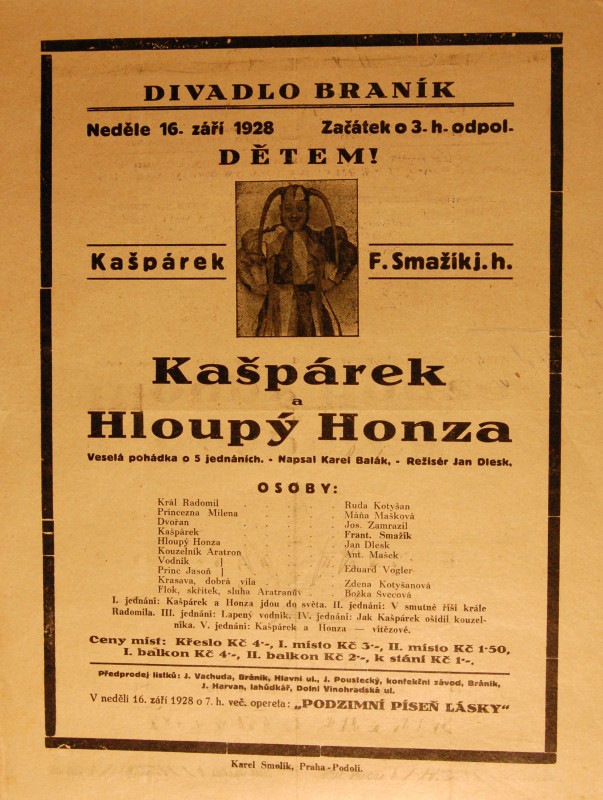 DIVADLO BRANÍK
Neděle 16. září 1928 Začátek o 3. h. odpol.
DĚTEM!
Kašpárek F. Smažík j. h.
Kašpárek
a
Hloupý Honza
Veselá pohádka o 5 jednáních. - Napsal Karel Balák, - Režisér Jan Dlesk.
OSOBY:
Král Radomil . . . . Ruda Kotyšan
Princezna Milena . . . . Máňa Mašková
Dvořan . . . . Jos. Zamrazil
Kašpárek . . . . Frant. Smažík
Hloupý Honza . . . . Jan Dlesk
Kouzelník Aratron . . . . Ant. Mašek
Vodník |
Princ Jasoň | . . . . Eduard Vogler
Krasava, dobrá víla . . . . Zdena Kotyšanová
Flok, skřítek, sluha Aratranův . . . . Božka Švecová
I. jednání: Kašpárek a Honza jdou do světa. II. jednání: V smutné říši krále
Radomila. III. jednání: Lapený vodník. IV. jednání: Jak Kašpárek ošidil kouzel-
níka. V. jednání: Kašpárek a Honza — vítězové.
Ceny míst: Křeslo Kč 4·-, I. místo Kč 3·-, II. místo Kč 1·50,
I. balkon Kč 4·-, II. balkon Kč 2·-, k stání Kč 1·-.
Předprodej lístků: J. Vachuda, Bráník, Hlavní ul., J. Pouslecký, konfekční závod, Bráník,
J. Harvan, lahůdkář, Dolní Vinohradská ul.
V neděli 16. září 1928 o 7. h. več. opereta: „PODZIMNÍ PÍSEŇ LÁSKY"
Karel Smolík, Praha-Podolí.